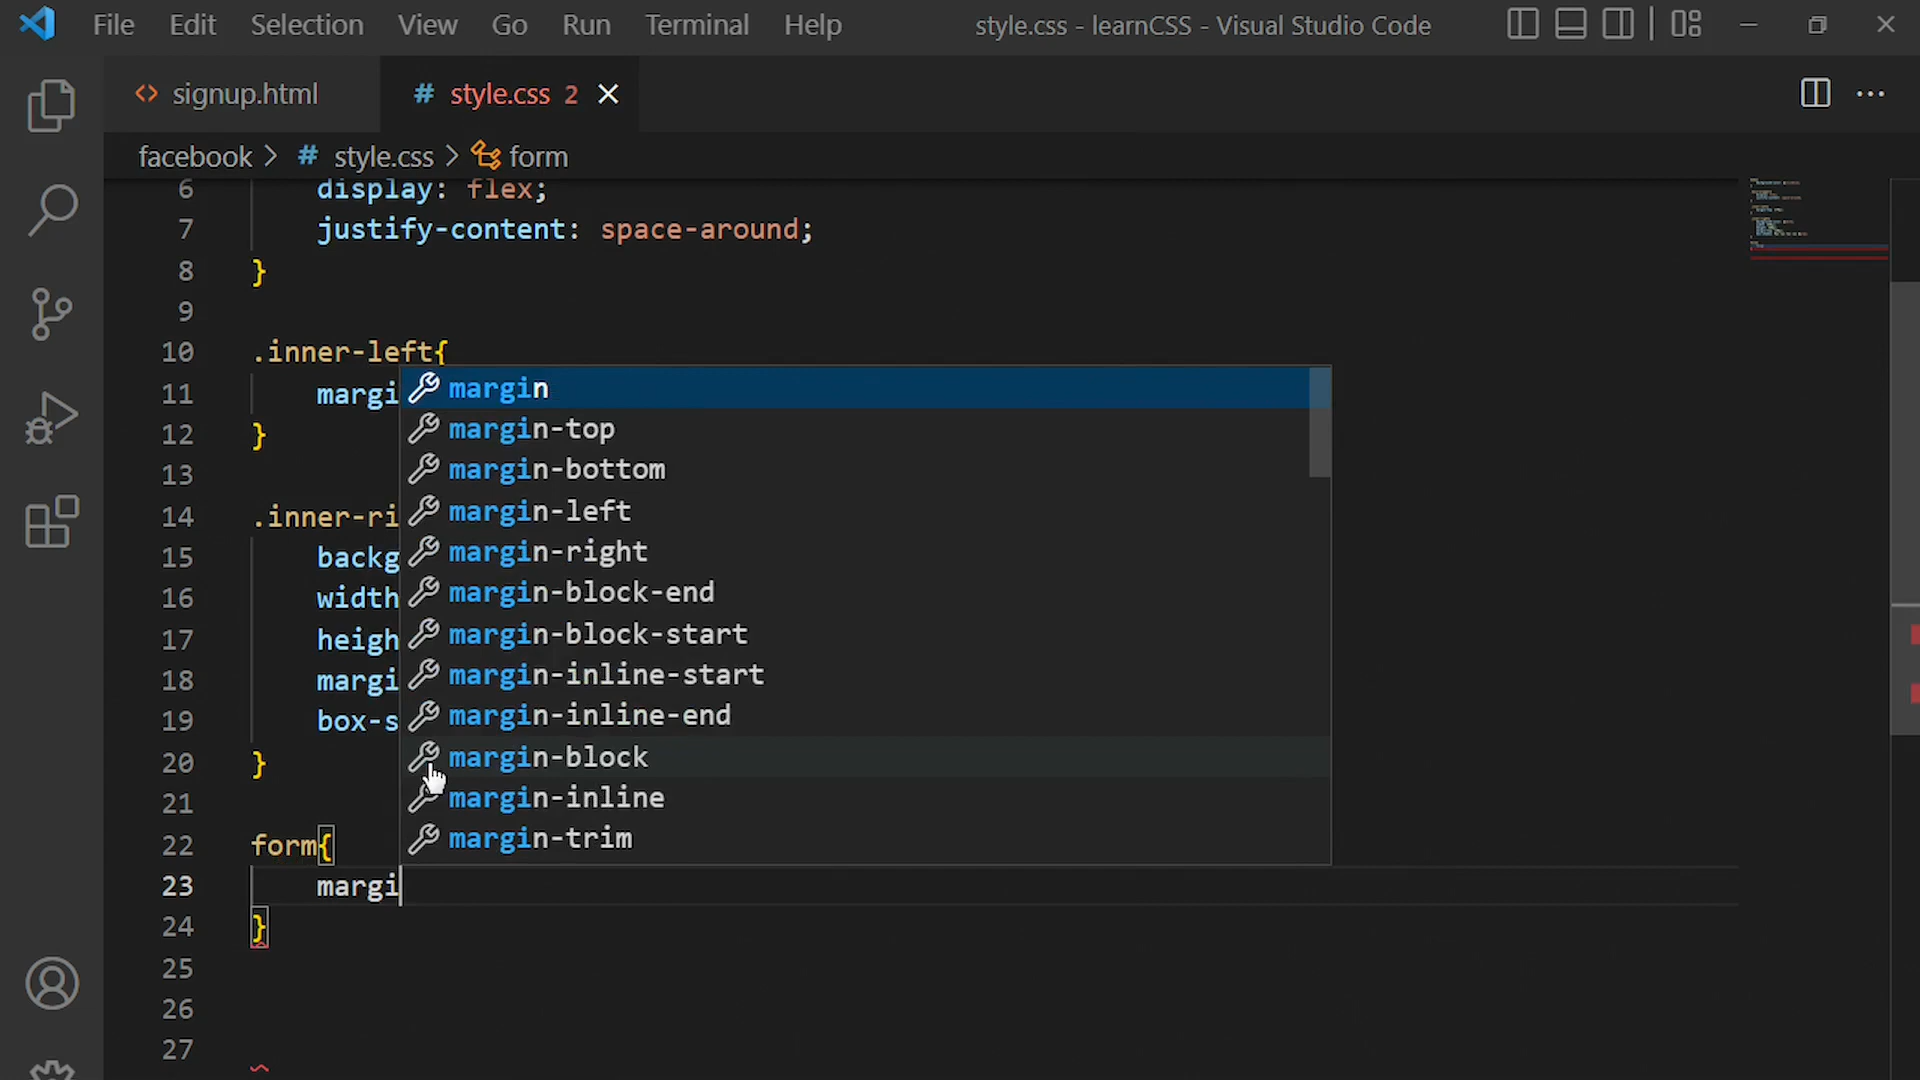 File Edit Selection View Go Run Terminal Help style.css - learnCSS - Visual Studio Code
<> signup.html # style.css 2
facebook > # style.css > form
6 display: flex;
7 justify-content: space-around;
8 }
9
10 .inner-left{
11 margi
12 }
13
14 .inner-ri
15 backg
16 width
17 heigh
18 margi
19 box-s
20 }
21
22 form{
23 margi
24 }
25
26
27
margin
margin-top
margin-bottom
margin-left
margin-right
margin-block-end
margin-block-start
margin-inline-start
margin-inline-end
margin-block
margin-inline
margin-trim